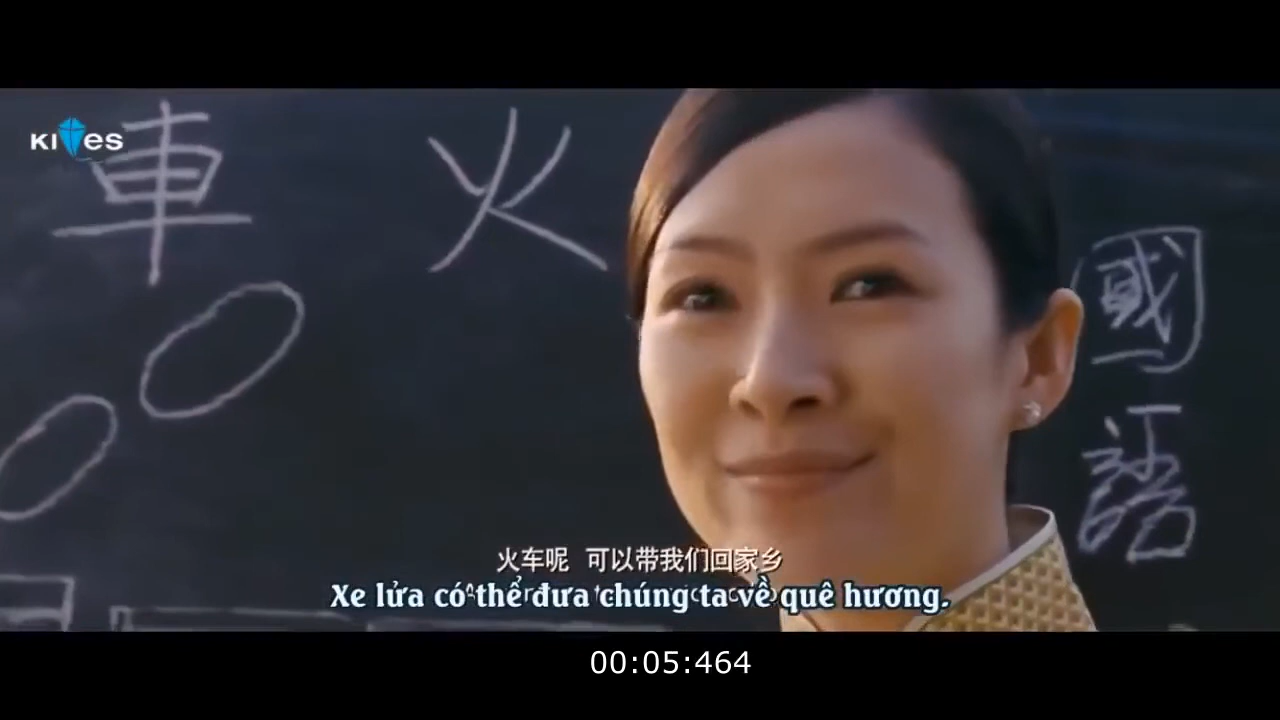 KITES
車 火
國語
火车呢 可以带我们回家乡
Xe lửa có thể đưa chúng ta về quê hương.
00:05:464